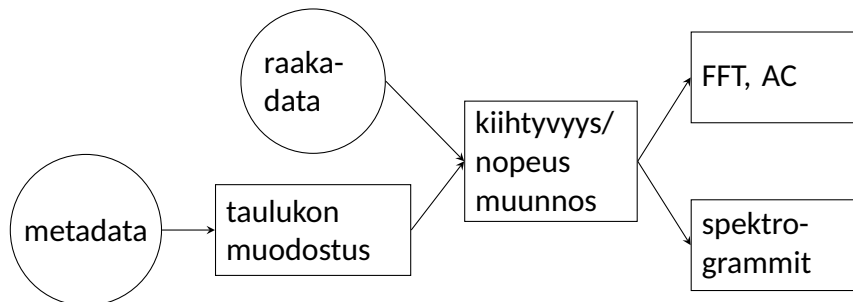 raaka-
data
FFT, AC
kiihtyvyys/
nopeus
muunnos
metadata
taulukon
muodostus
spektro-
grammit